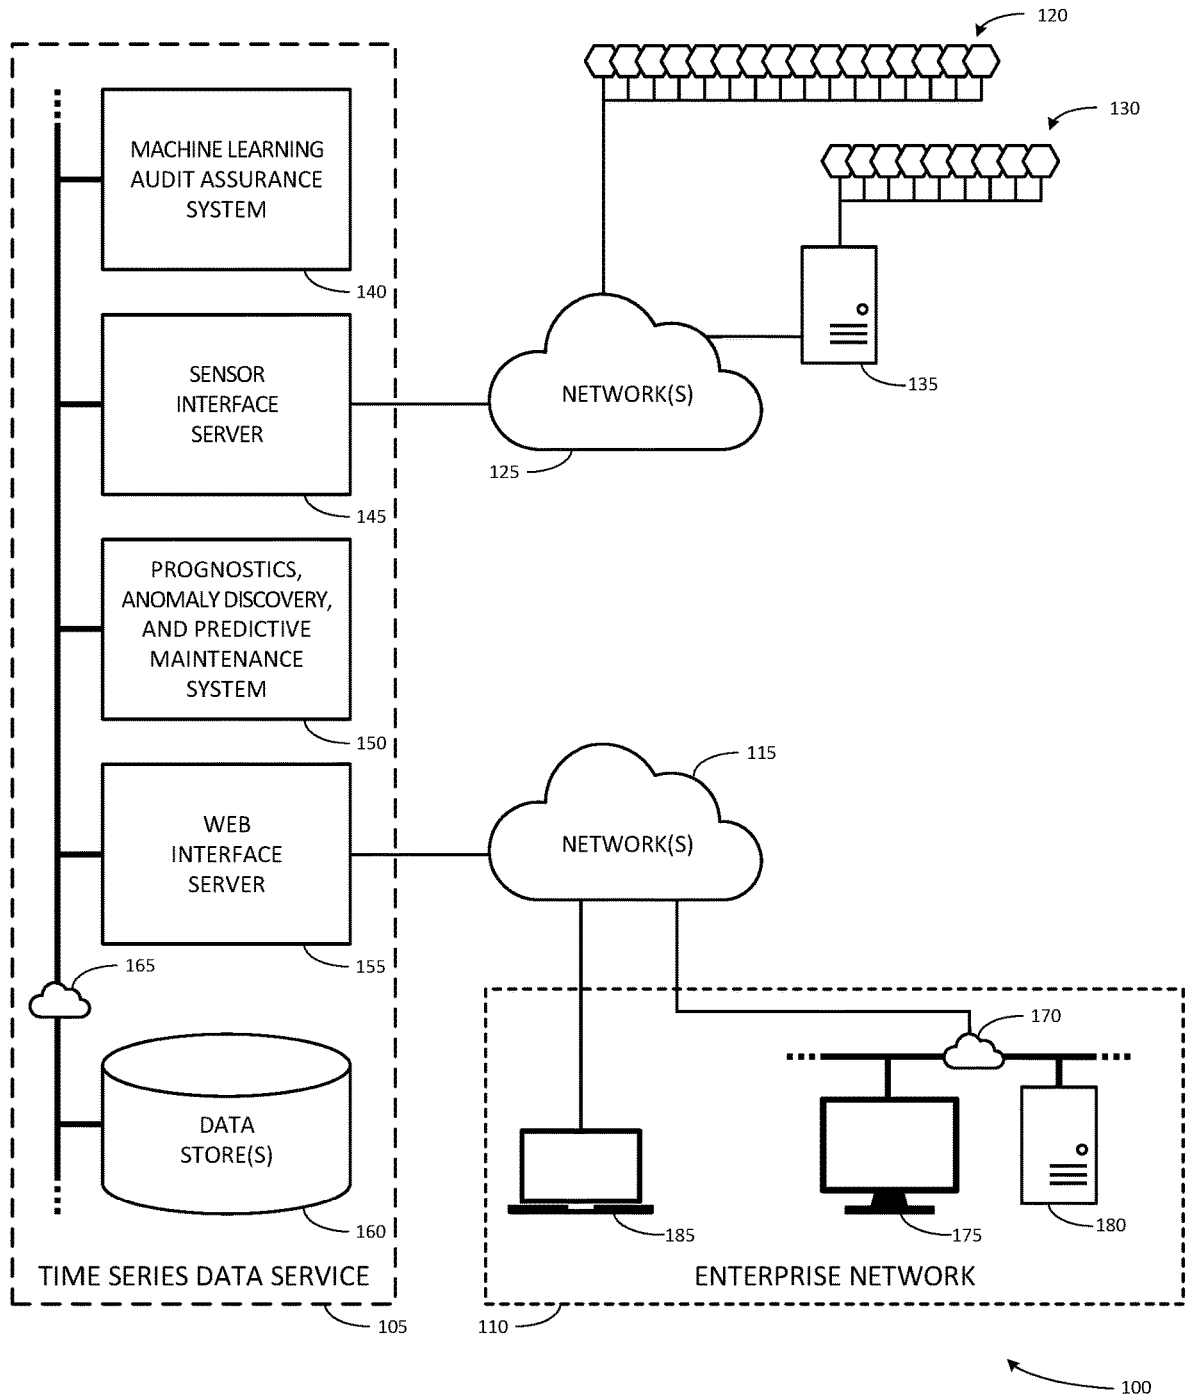 120
130
MACHINE LEARNING
AUDIT ASSURANCE
SYSTEM
140
SENSOR
INTERFACE
SERVER
145
NETWORK(S)
125
135
PROGNOSTICS,
ANOMALY DISCOVERY,
AND PREDICTIVE
MAINTENANCE
SYSTEM
150
WEB
INTERFACE
SERVER
155
NETWORK(S)
115
165
DATA
STORE(S)
160
TIME SERIES DATA SERVICE
105
170
185
175
180
ENTERPRISE NETWORK
110
100